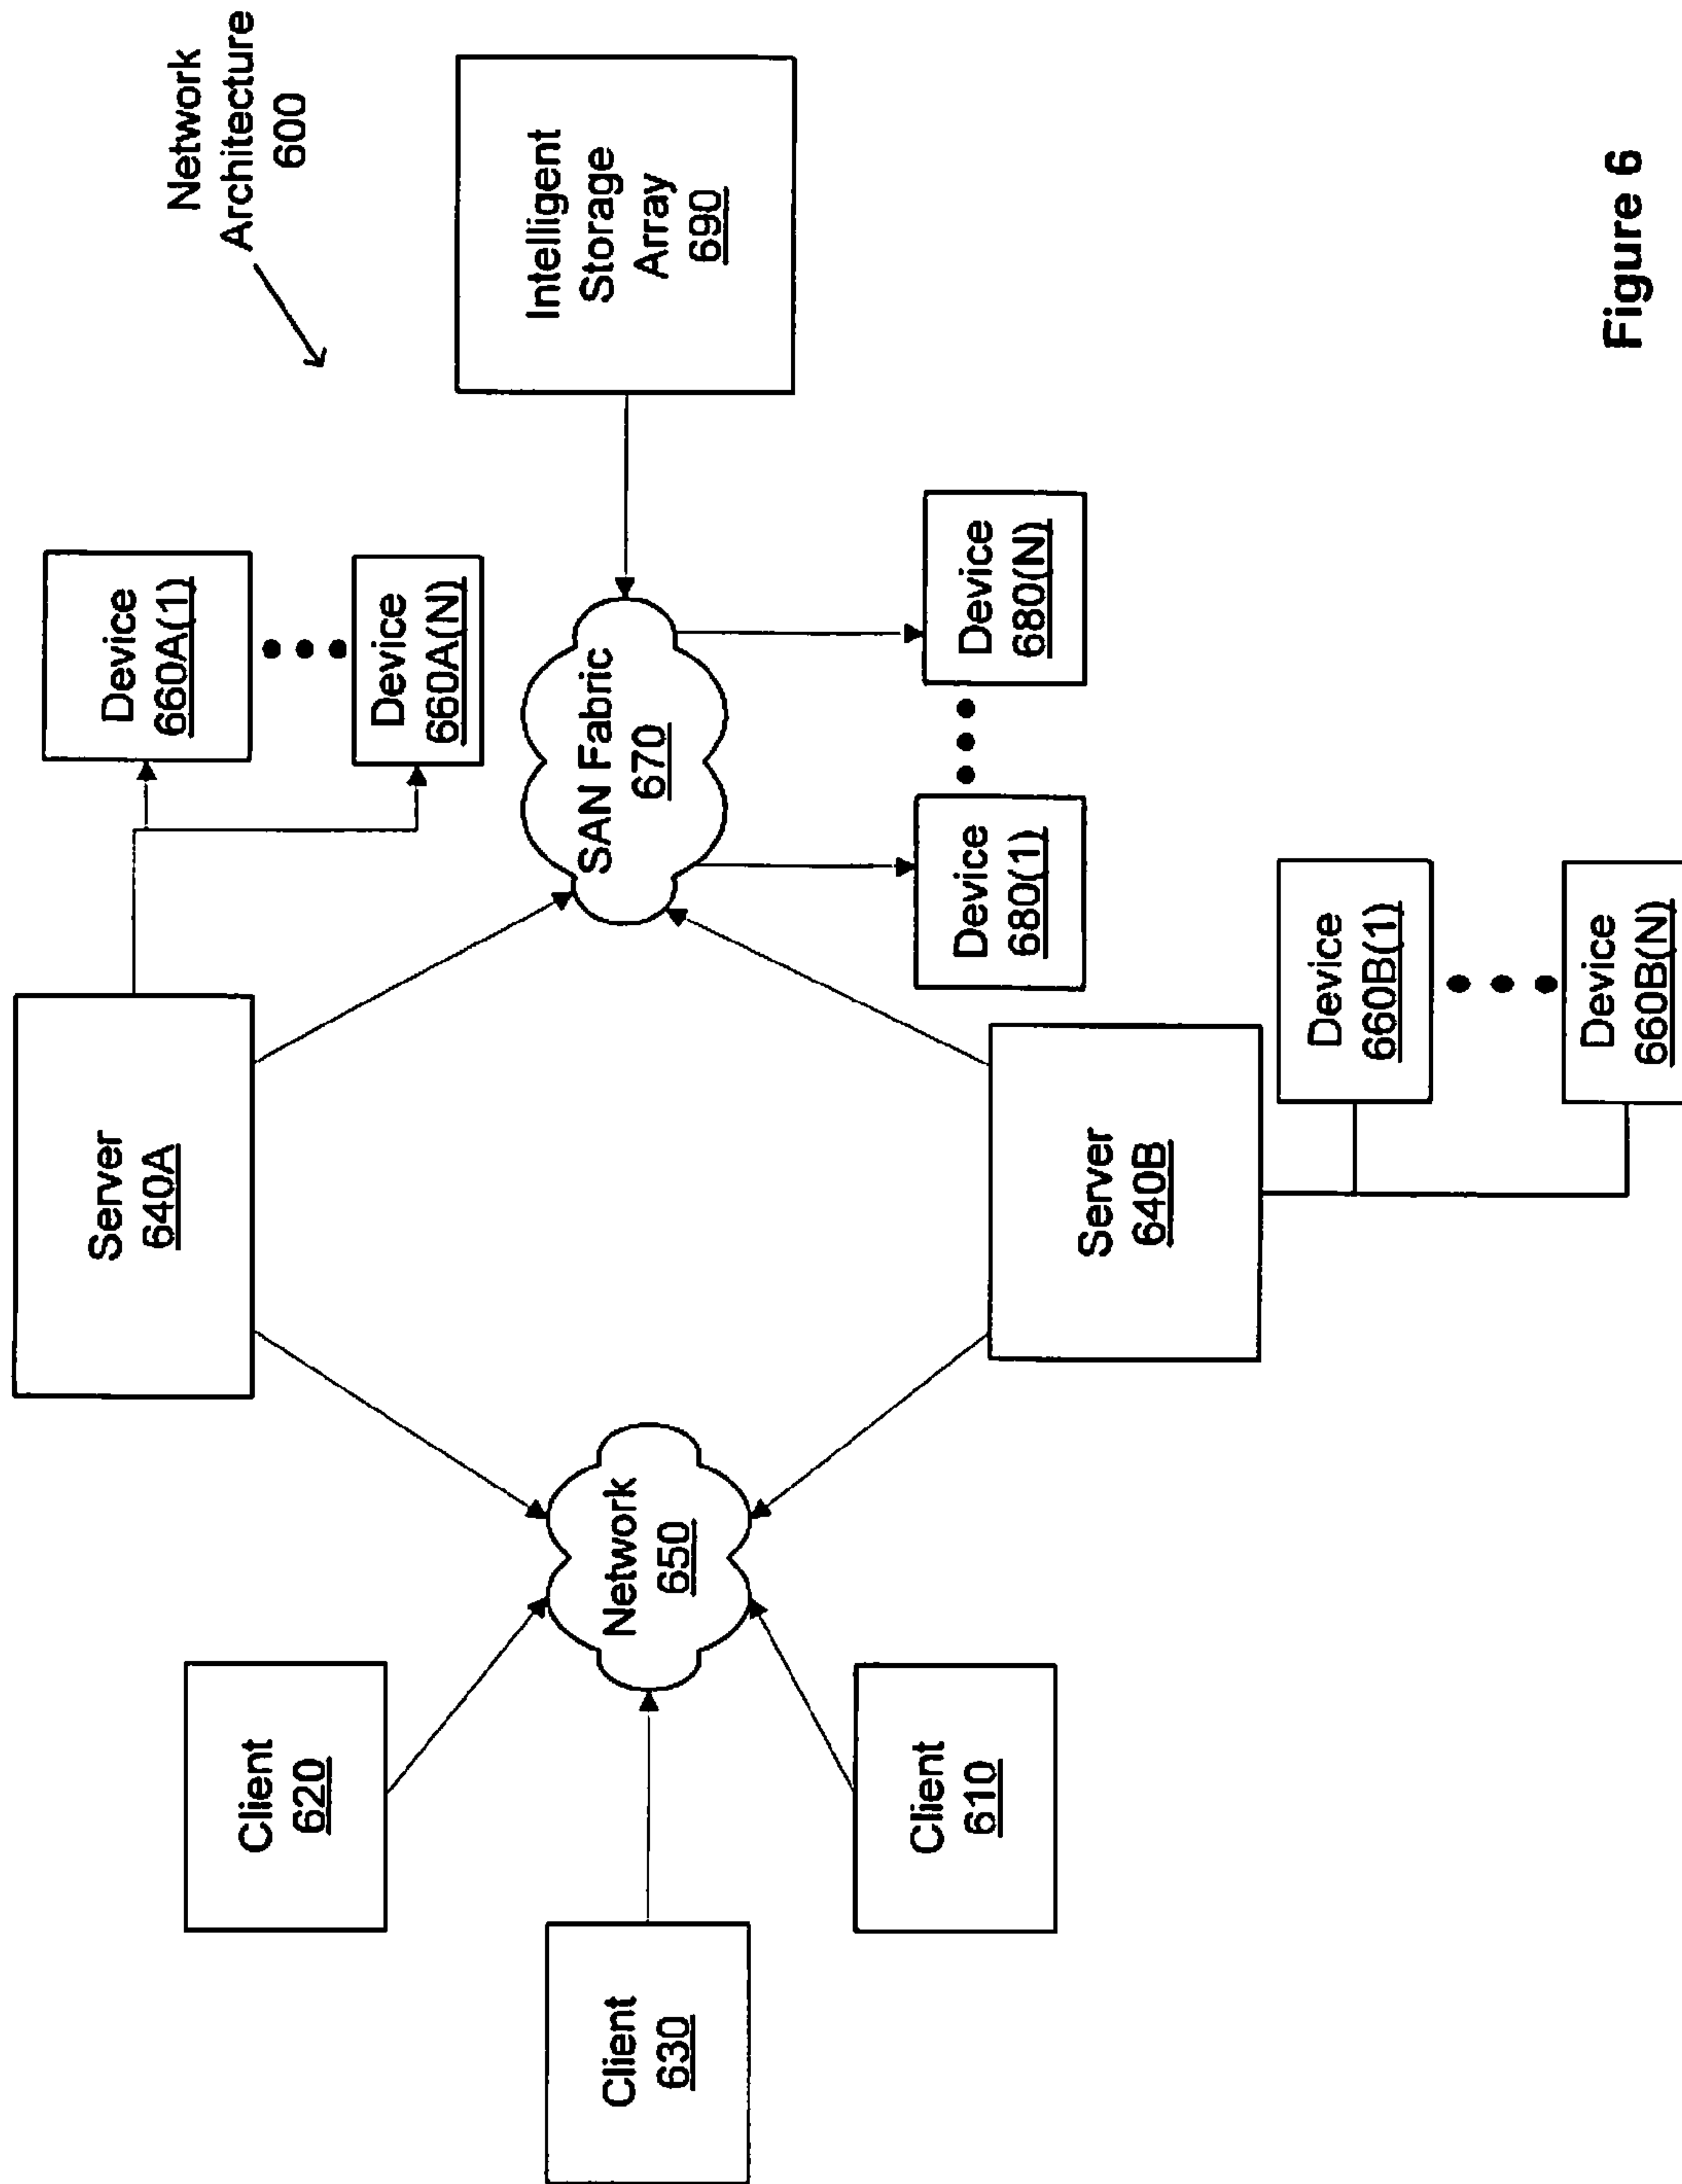 Network
Architecture
600
Client
620
Client
630
Client
610
Network
650
Server
640A
Server
640B
Device
660A(1)
Device
660A(N)
SAN Fabric
670
Intelligent
Storage
Array
690
Device
680(1)
Device
680(N)
Device
660B(1)
Device
660B(N)
Figure 6